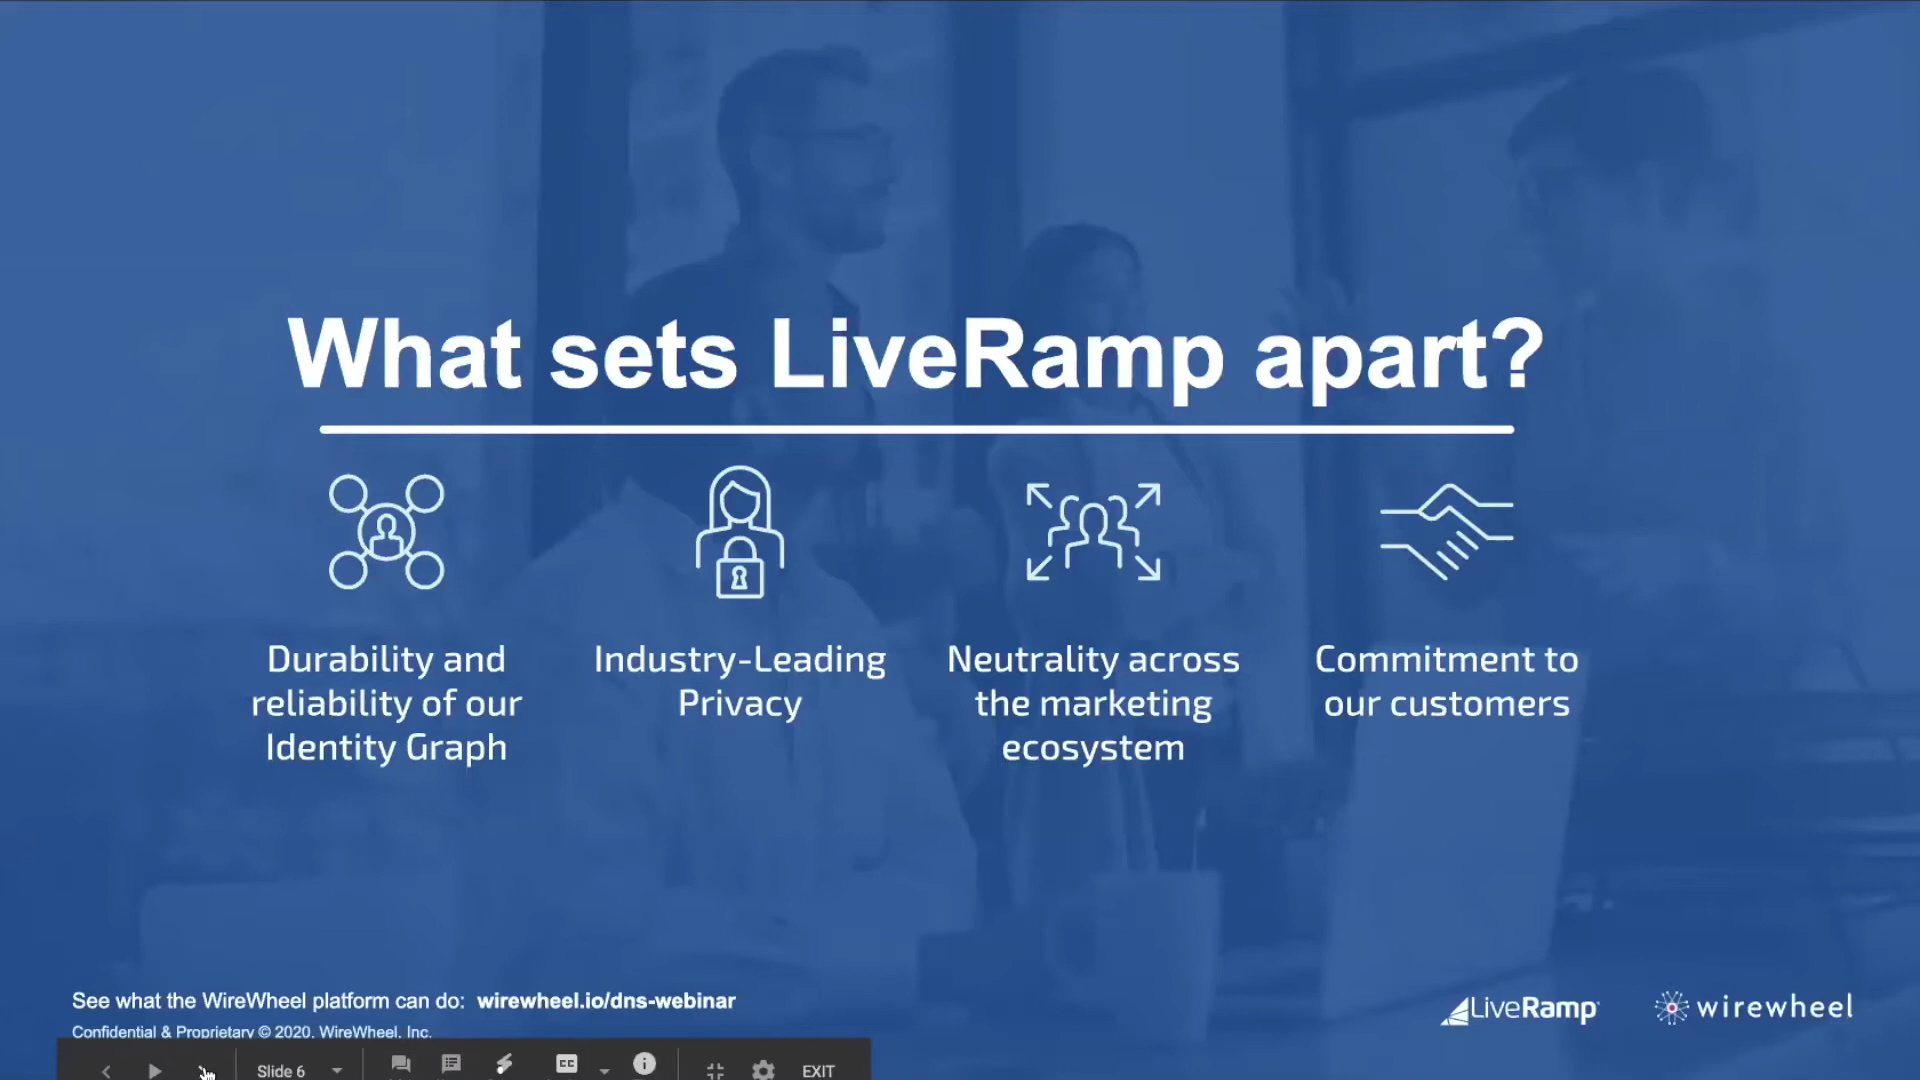 What sets LiveRamp apart?
Durability and
reliability of our
Identity Graph
Industry-Leading
Privacy
Neutrality across
the marketing
ecosystem
Commitment to
our customers
See what the WireWheel platform can do: wirewheel.io/dns-webinar
Confidential & Proprietary © 2020, WireWheel, Inc.
LiveRamp
wirewheel
Slide 6
CC
EXIT